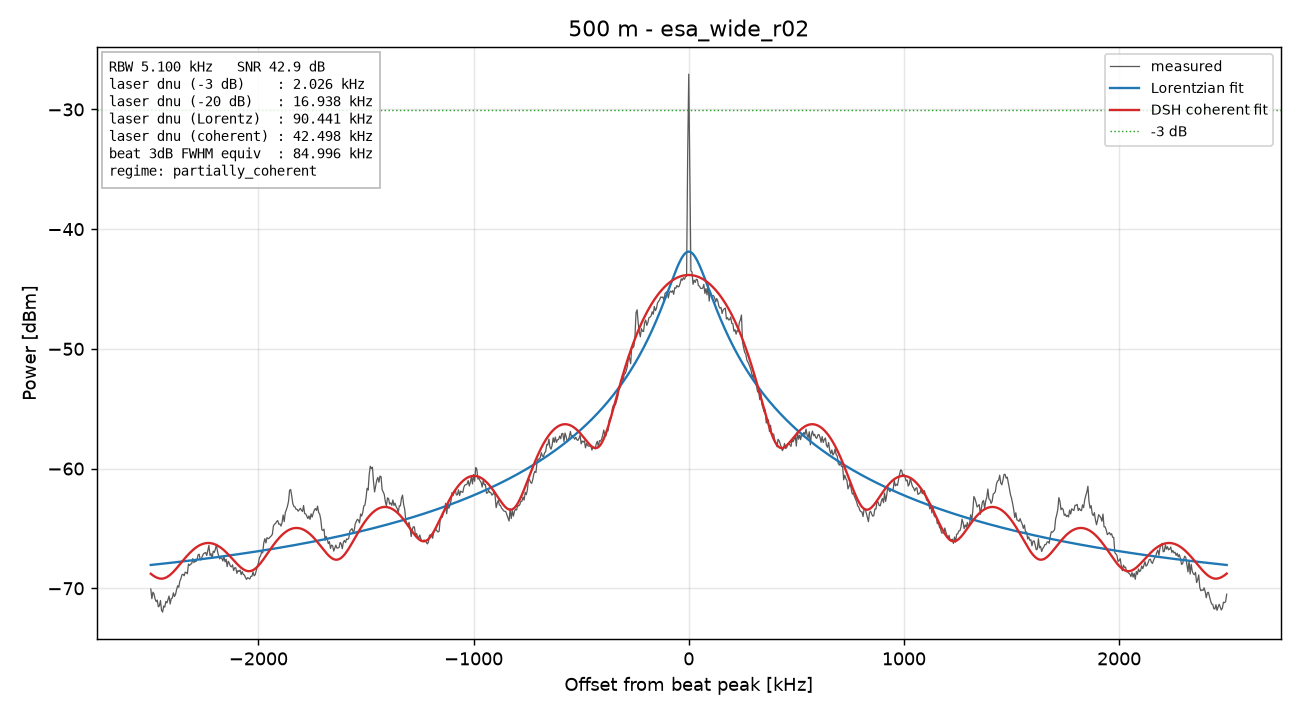 500 m - esa_wide_r02
RBW 5.100 kHz   SNR 42.9 dB
laser dnu (-3 dB)    : 2.026 kHz
laser dnu (-20 dB)   : 16.938 kHz
laser dnu (Lorentz)  : 90.441 kHz
laser dnu (coherent) : 42.498 kHz
beat 3dB FWHM equiv  : 84.996 kHz
regime: partially_coherent
measured
Lorentzian fit
DSH coherent fit
-3 dB
−30
−40
−50
−60
−70
Power [dBm]
−2000
−1000
0
1000
2000
Offset from beat peak [kHz]